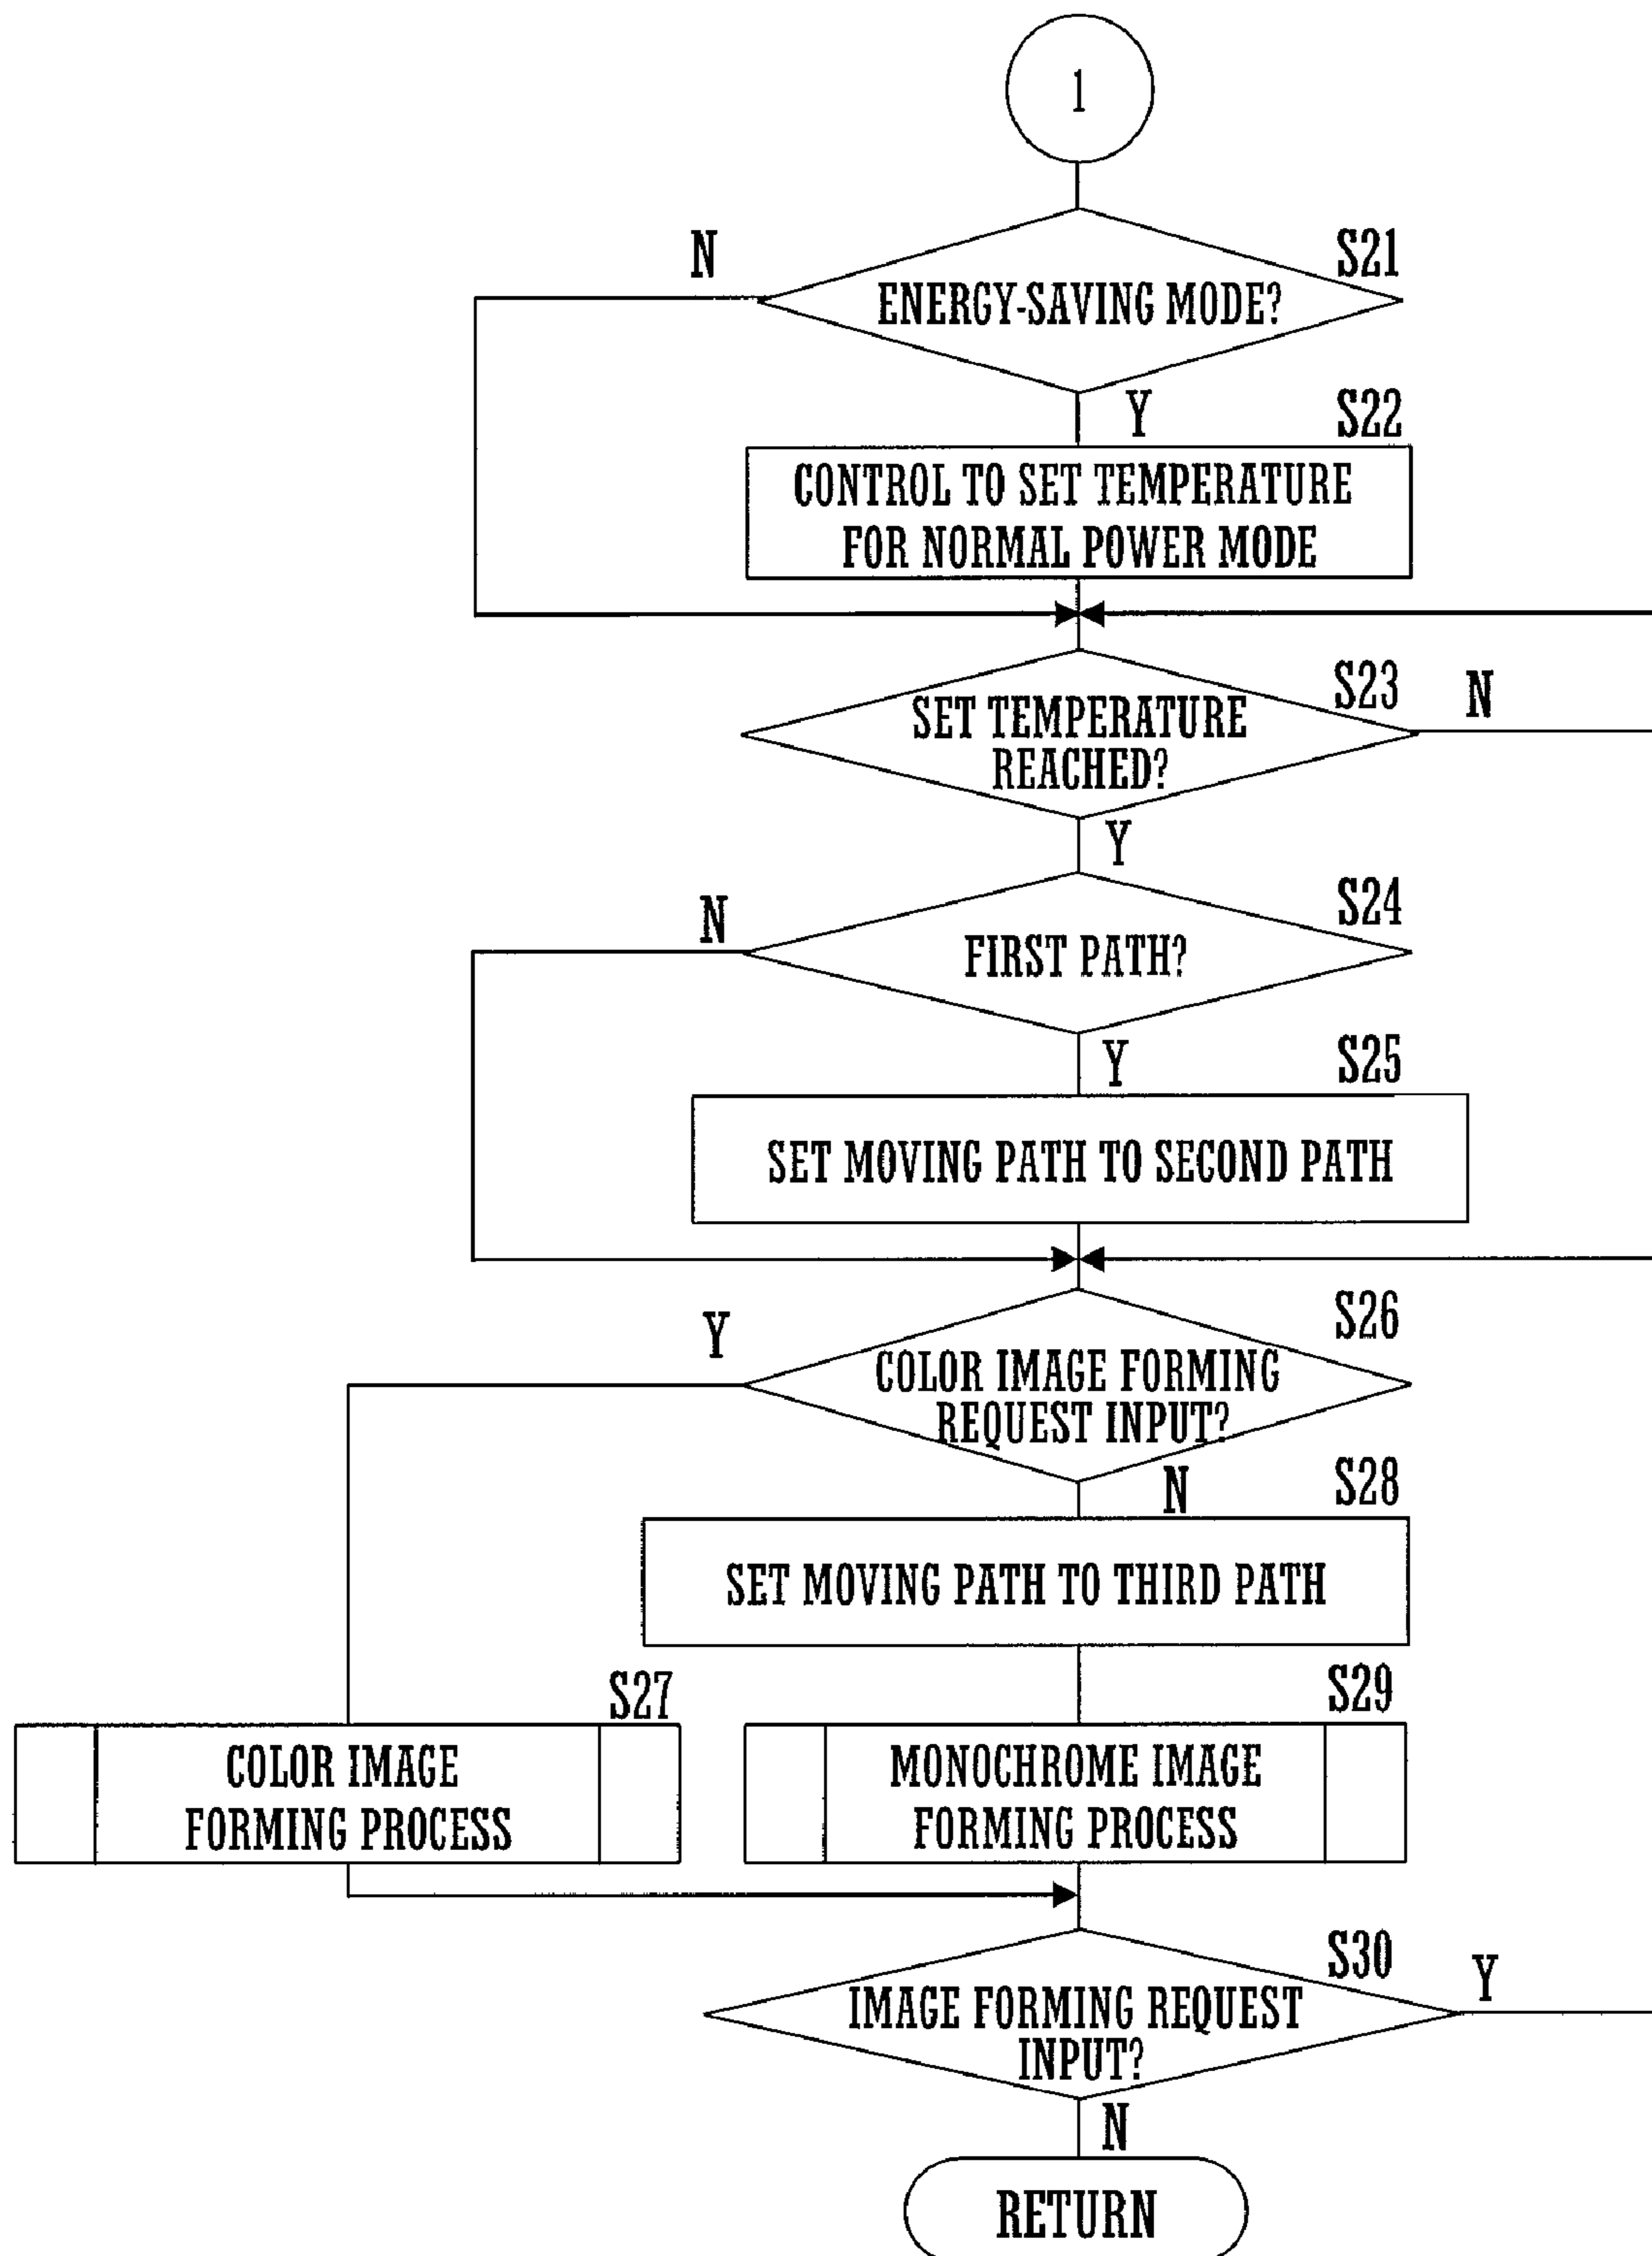 1
N
S21
ENERGY-SAVING MODE?
Y
S22
CONTROL TO SET TEMPERATURE
FOR NORMAL POWER MODE
S23
N
SET TEMPERATURE
REACHED?
Y
N
S24
FIRST PATH?
Y
S25
SET MOVING PATH TO SECOND PATH
Y
S26
COLOR IMAGE FORMING
REQUEST INPUT?
N
S28
SET MOVING PATH TO THIRD PATH
S27
S29
COLOR IMAGE
FORMING PROCESS
MONOCHROME IMAGE
FORMING PROCESS
S30
Y
IMAGE FORMING REQUEST
INPUT?
N
RETURN